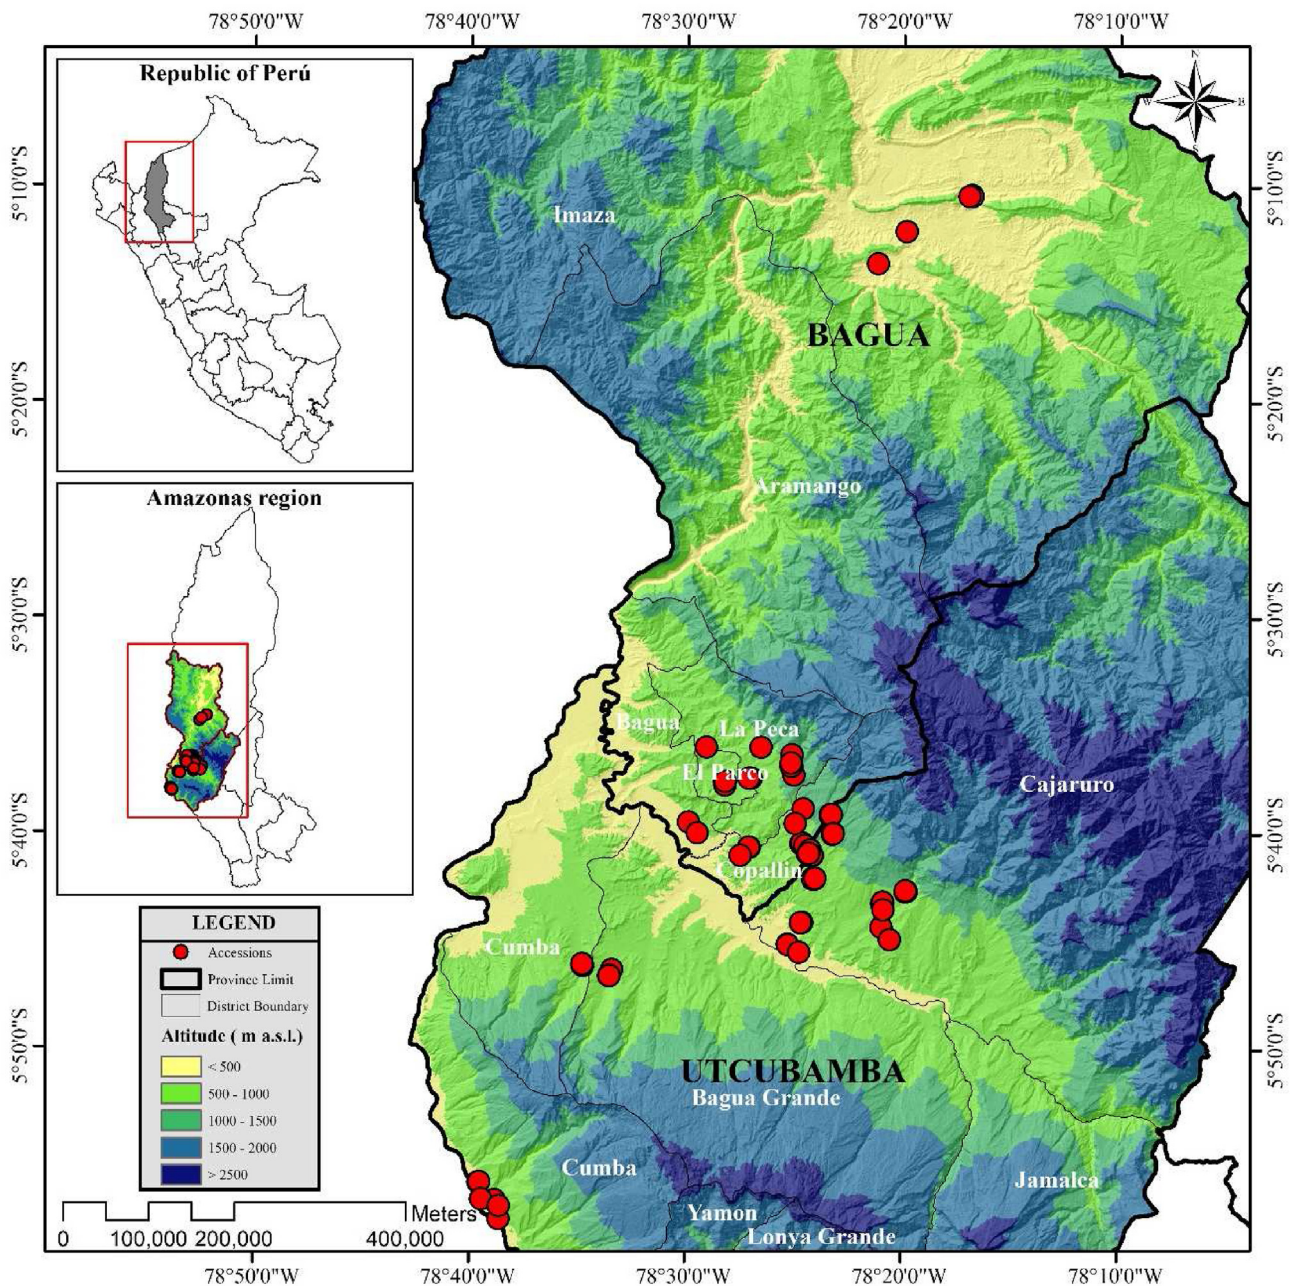 78°50'0"W
78°40'0"W
78°30'0"W
78°20'0"W
78°10'0"W
Republic of Perú
N
W
E
S
5°10'0"S
5°10'0"S
Imaza
BAGUA
5°20'0"S
5°20'0"S
Aramango
Amazonas region
5°30'0"S
5°30'0"S
Bagua
La Peca
El Parco
Cajaruro
5°40'0"S
5°40'0"S
Copallin
Cumba
LEGEND
Accessions
Province Limit
District Boundary
Altitude ( m a.s.l.)
< 500
500 - 1000
1000 - 1500
1500 - 2000
> 2500
5°50'0"S
5°50'0"S
UTCUBAMBA
Bagua Grande
Cumba
Jamalca
Yamon
Lonya Grande
Meters
0
100,000
200,000
400,000
78°50'0"W
78°40'0"W
78°30'0"W
78°20'0"W
78°10'0"W